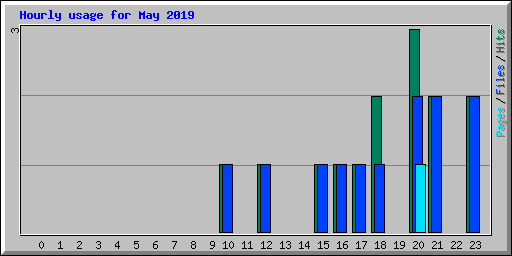 Hourly usage for May 2019
3
Pages / Files / Hits
0 1 2 3 4 5 6 7 8 9 10 11 12 13 14 15 16 17 18 19 20 21 22 23